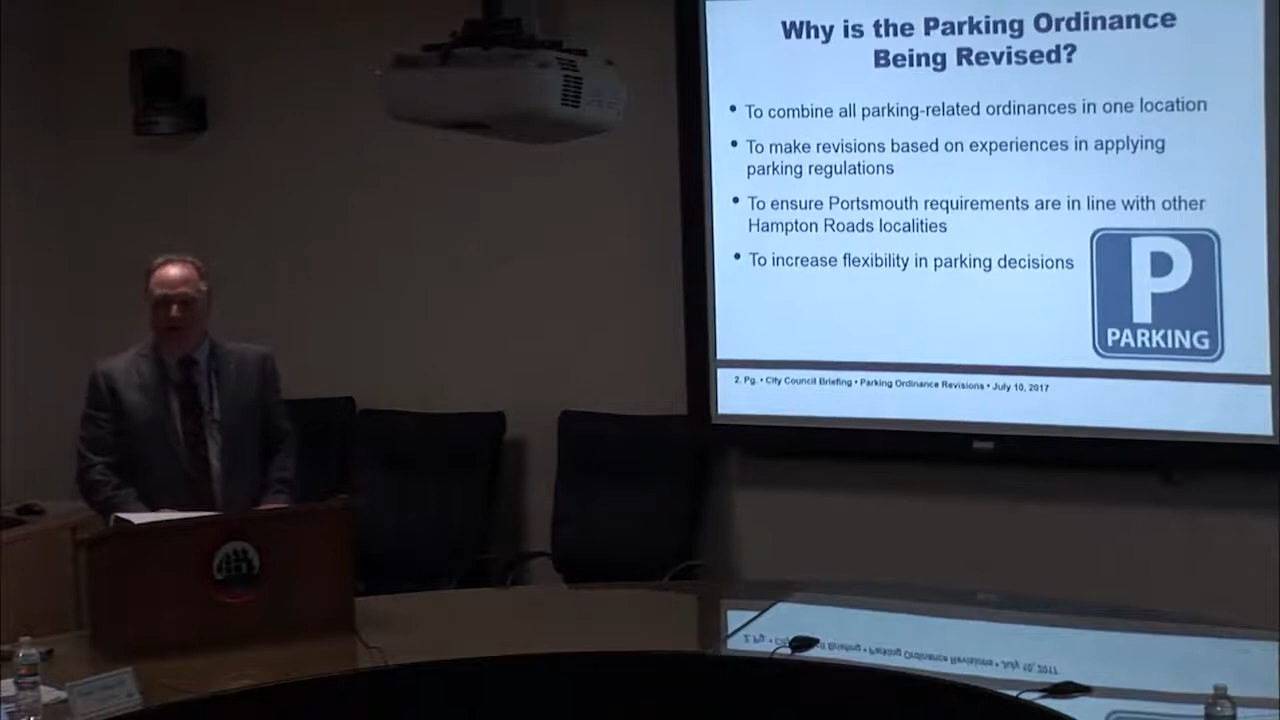 Why is the Parking Ordinance
Being Revised?
• To combine all parking-related ordinances in one location
• To make revisions based on experiences in applying
parking regulations
• To ensure Portsmouth requirements are in line with other
Hampton Roads localities
• To increase flexibility in parking decisions
P
PARKING
2. Pg. • City Council Briefing • Parking Ordinance Revisions • July 10, 2017